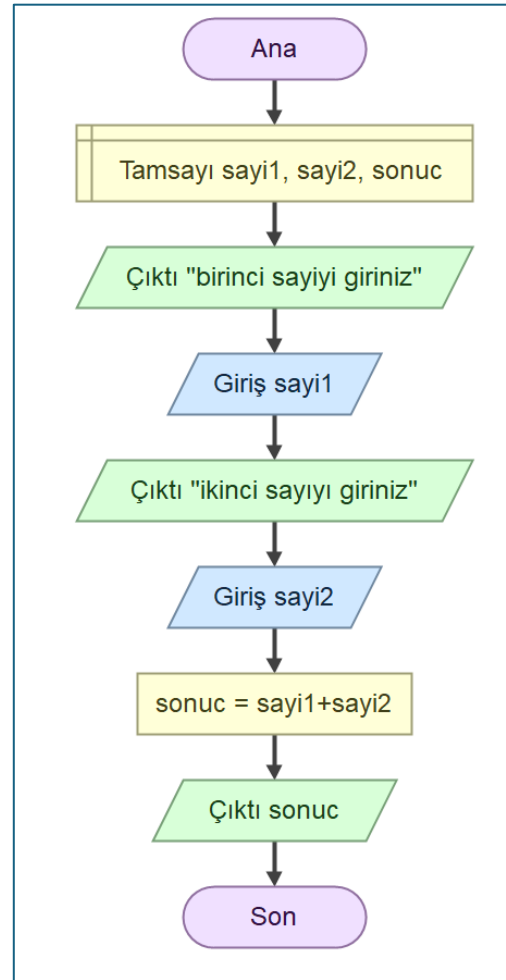 Ana
Tamsayı sayi1, sayi2, sonuc
Çıktı "birinci sayiyi giriniz"
Giriş sayi1
Çıktı "ikinci sayıyı giriniz"
Giriş sayi2
sonuc = sayi1+sayi2
Çıktı sonuc
Son